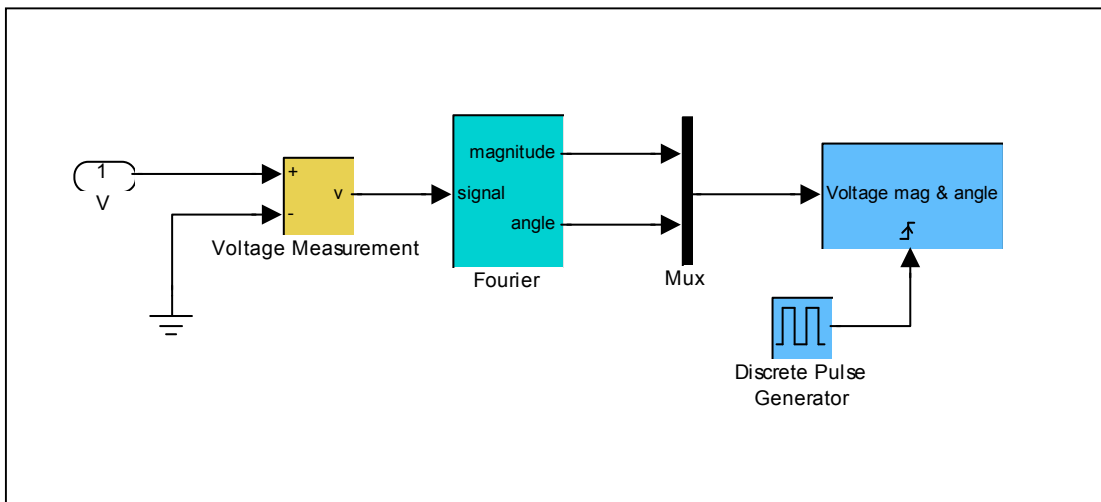 1
V
+
-
v
Voltage Measurement
signal
magnitude
angle
Fourier
Mux
Voltage mag & angle
Discrete Pulse
Generator